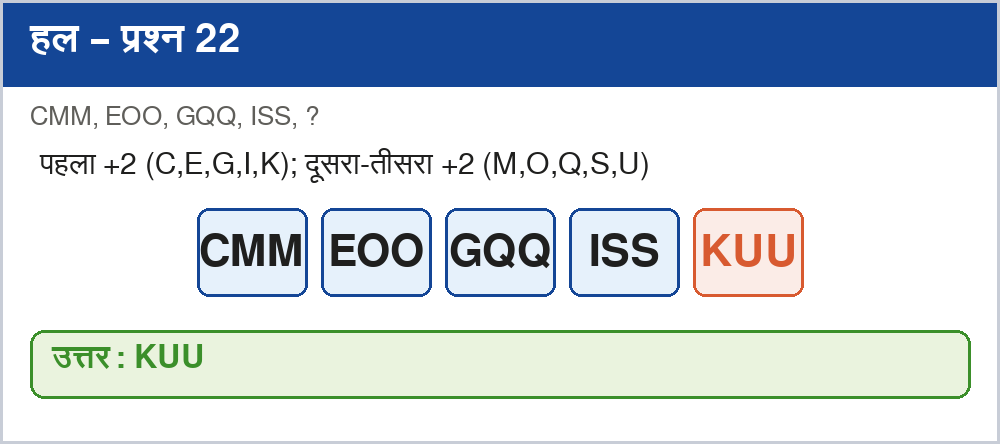 हल – प्रश्न 22
CMM, EOO, GQQ, ISS, ?
पहला +2 (C,E,G,I,K); दूसरा-तीसरा +2 (M,O,Q,S,U)
CMM EOO GQQ ISS KUU
उत्तर : KUU